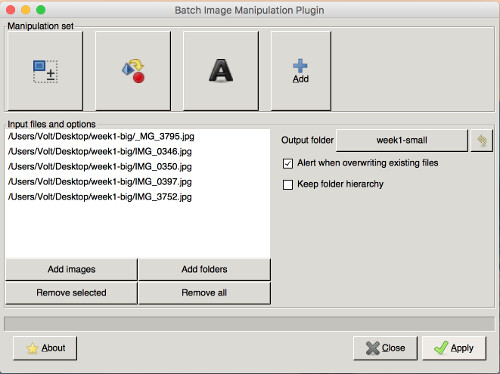 Batch Image Manipulation Plugin
Manipulation set
A
Add
Input files and options
/Users/Volt/Desktop/week1-big/_MG_3795.jpg
/Users/Volt/Desktop/week1-big/IMG_0346.jpg
/Users/Volt/Desktop/week1-big/IMG_0350.jpg
/Users/Volt/Desktop/week1-big/IMG_0397.jpg
/Users/Volt/Desktop/week1-big/IMG_3752.jpg
Add images Add folders
Remove selected Remove all
Output folder week1-small
Alert when overwriting existing files
Keep folder hierarchy
About Close Apply